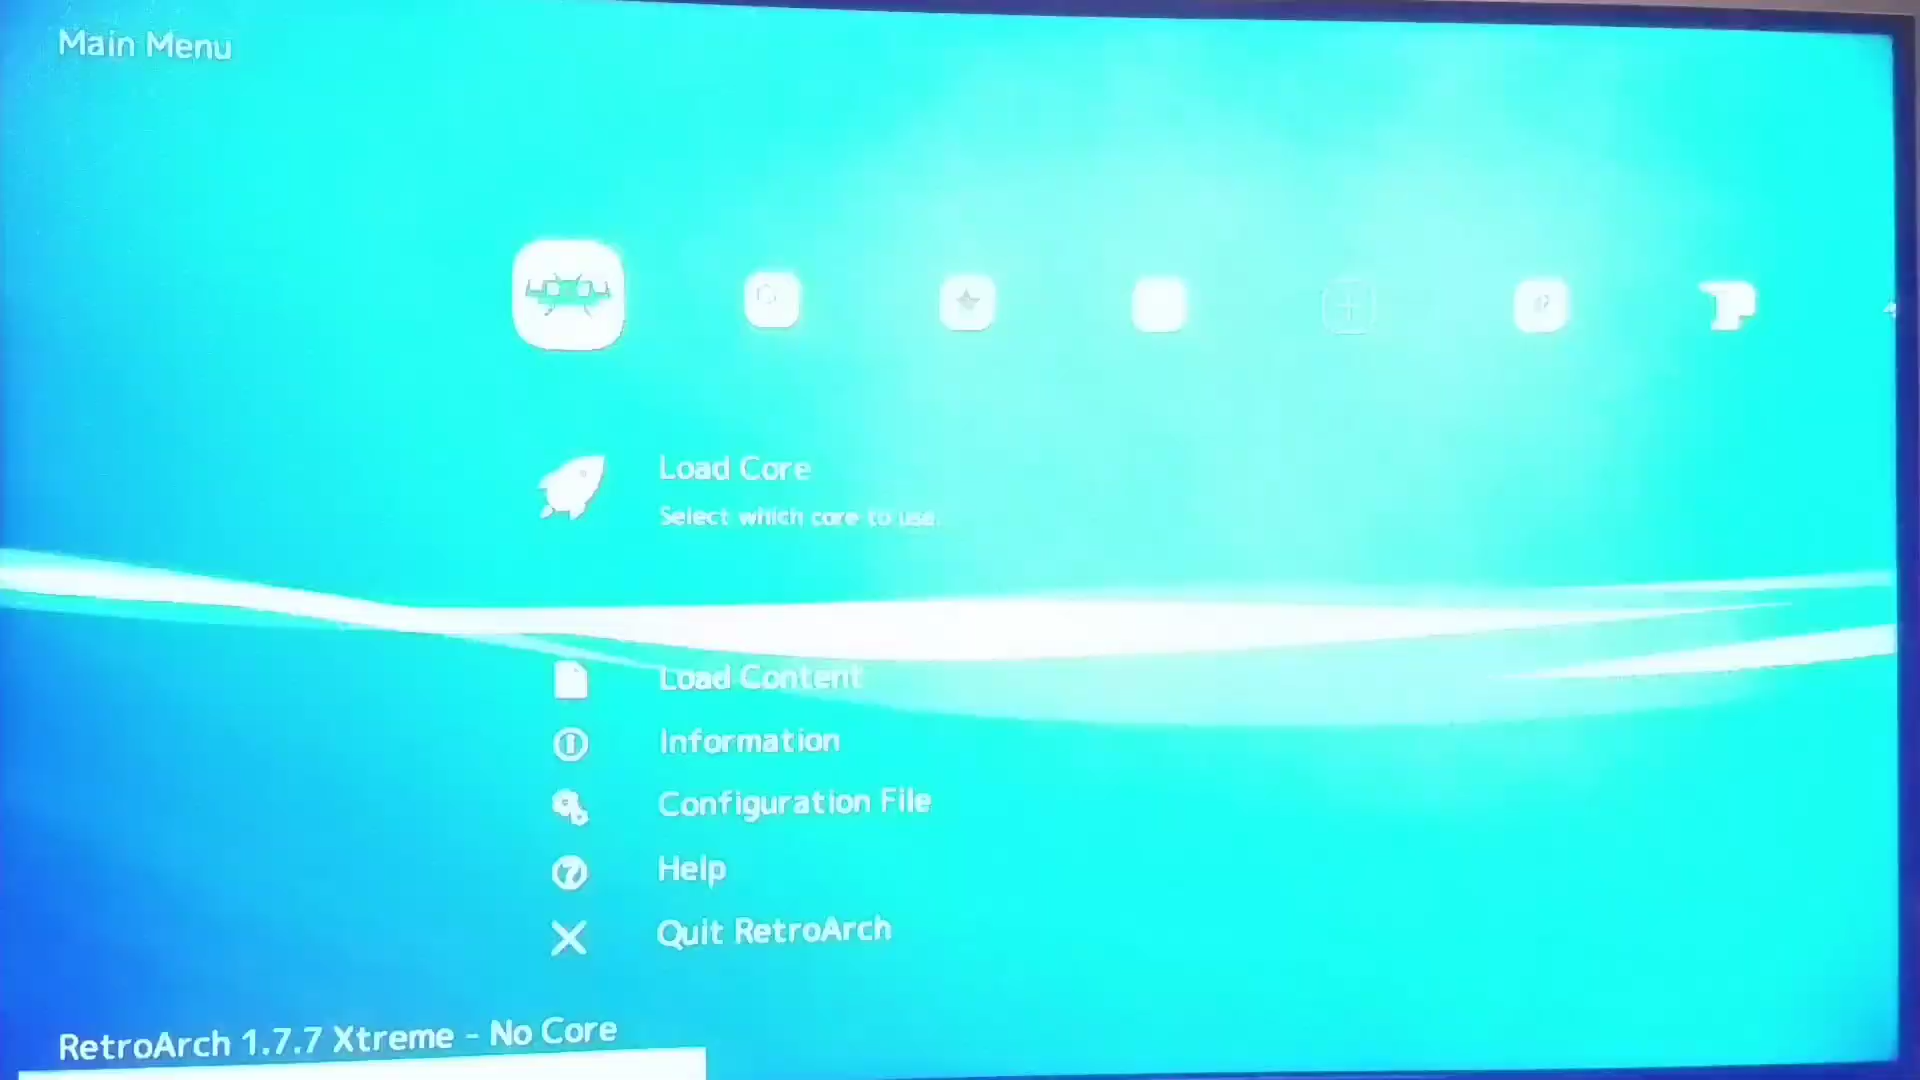 Main Menu
Load Core
Select which core to use.
Load Content
Information
Configuration File
Help
Quit RetroArch
RetroArch 1.7.7 Xtreme - No Core